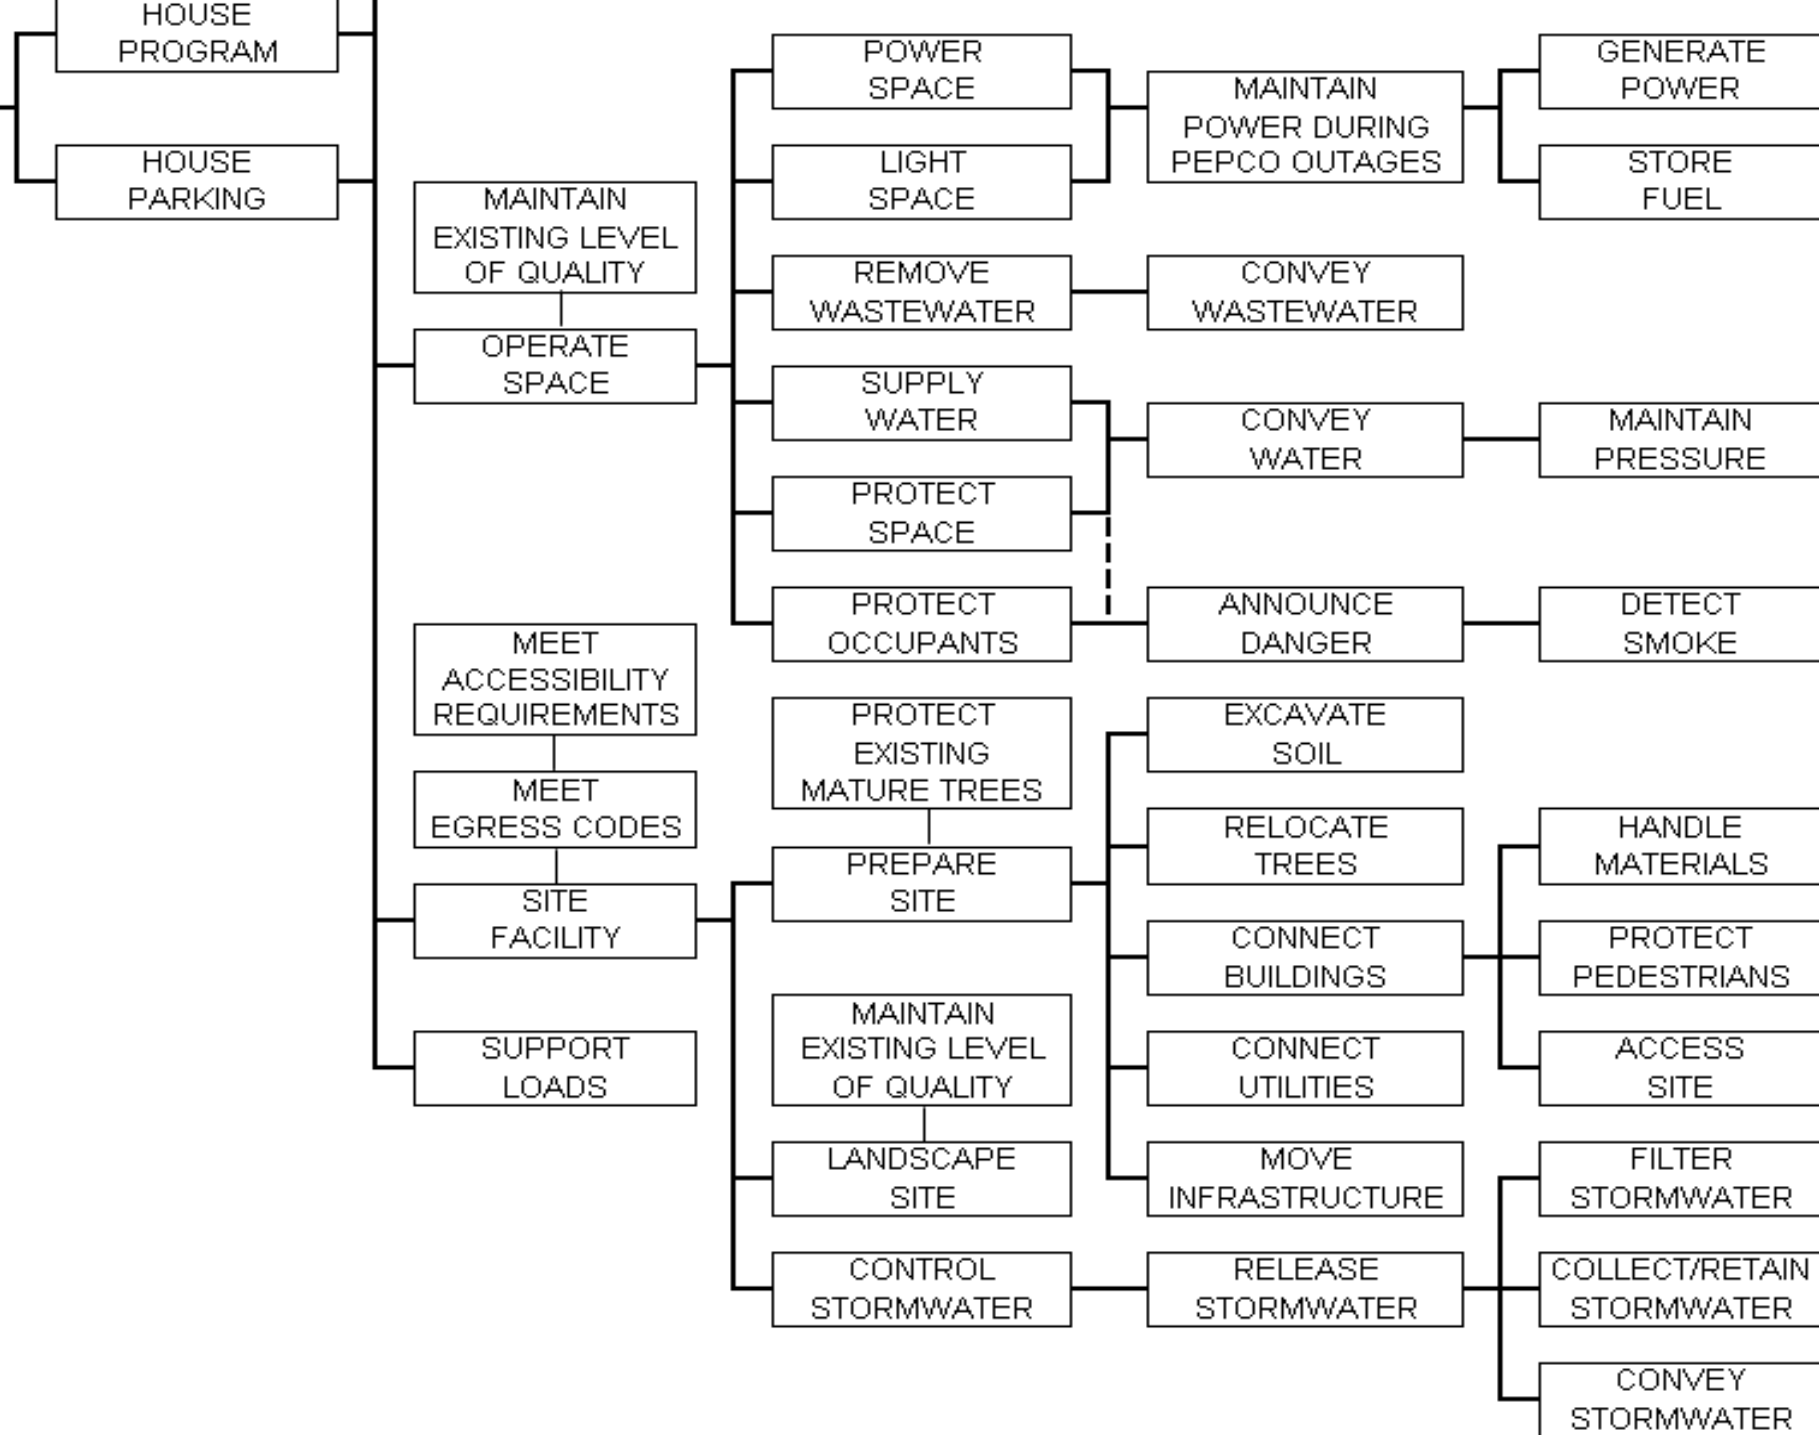 HOUSE
PROGRAM
HOUSE
PARKING
MAINTAIN
EXISTING LEVEL
OF QUALITY
OPERATE
SPACE
MEET
ACCESSIBILITY
REQUIREMENTS
MEET
EGRESS CODES
SITE
FACILITY
SUPPORT
LOADS
POWER
SPACE
LIGHT
SPACE
REMOVE
WASTEWATER
SUPPLY
WATER
PROTECT
SPACE
PROTECT
OCCUPANTS
PROTECT
EXISTING
MATURE TREES
PREPARE
SITE
MAINTAIN
EXISTING LEVEL
OF QUALITY
LANDSCAPE
SITE
CONTROL
STORMWATER
MAINTAIN
POWER DURING
PEPCO OUTAGES
CONVEY
WASTEWATER
CONVEY
WATER
ANNOUNCE
DANGER
EXCAVATE
SOIL
RELOCATE
TREES
CONNECT
BUILDINGS
CONNECT
UTILITIES
MOVE
INFRASTRUCTURE
RELEASE
STORMWATER
GENERATE
POWER
STORE
FUEL
MAINTAIN
PRESSURE
DETECT
SMOKE
HANDLE
MATERIALS
PROTECT
PEDESTRIANS
ACCESS
SITE
FILTER
STORMWATER
COLLECT/RETAIN
STORMWATER
CONVEY
STORMWATER